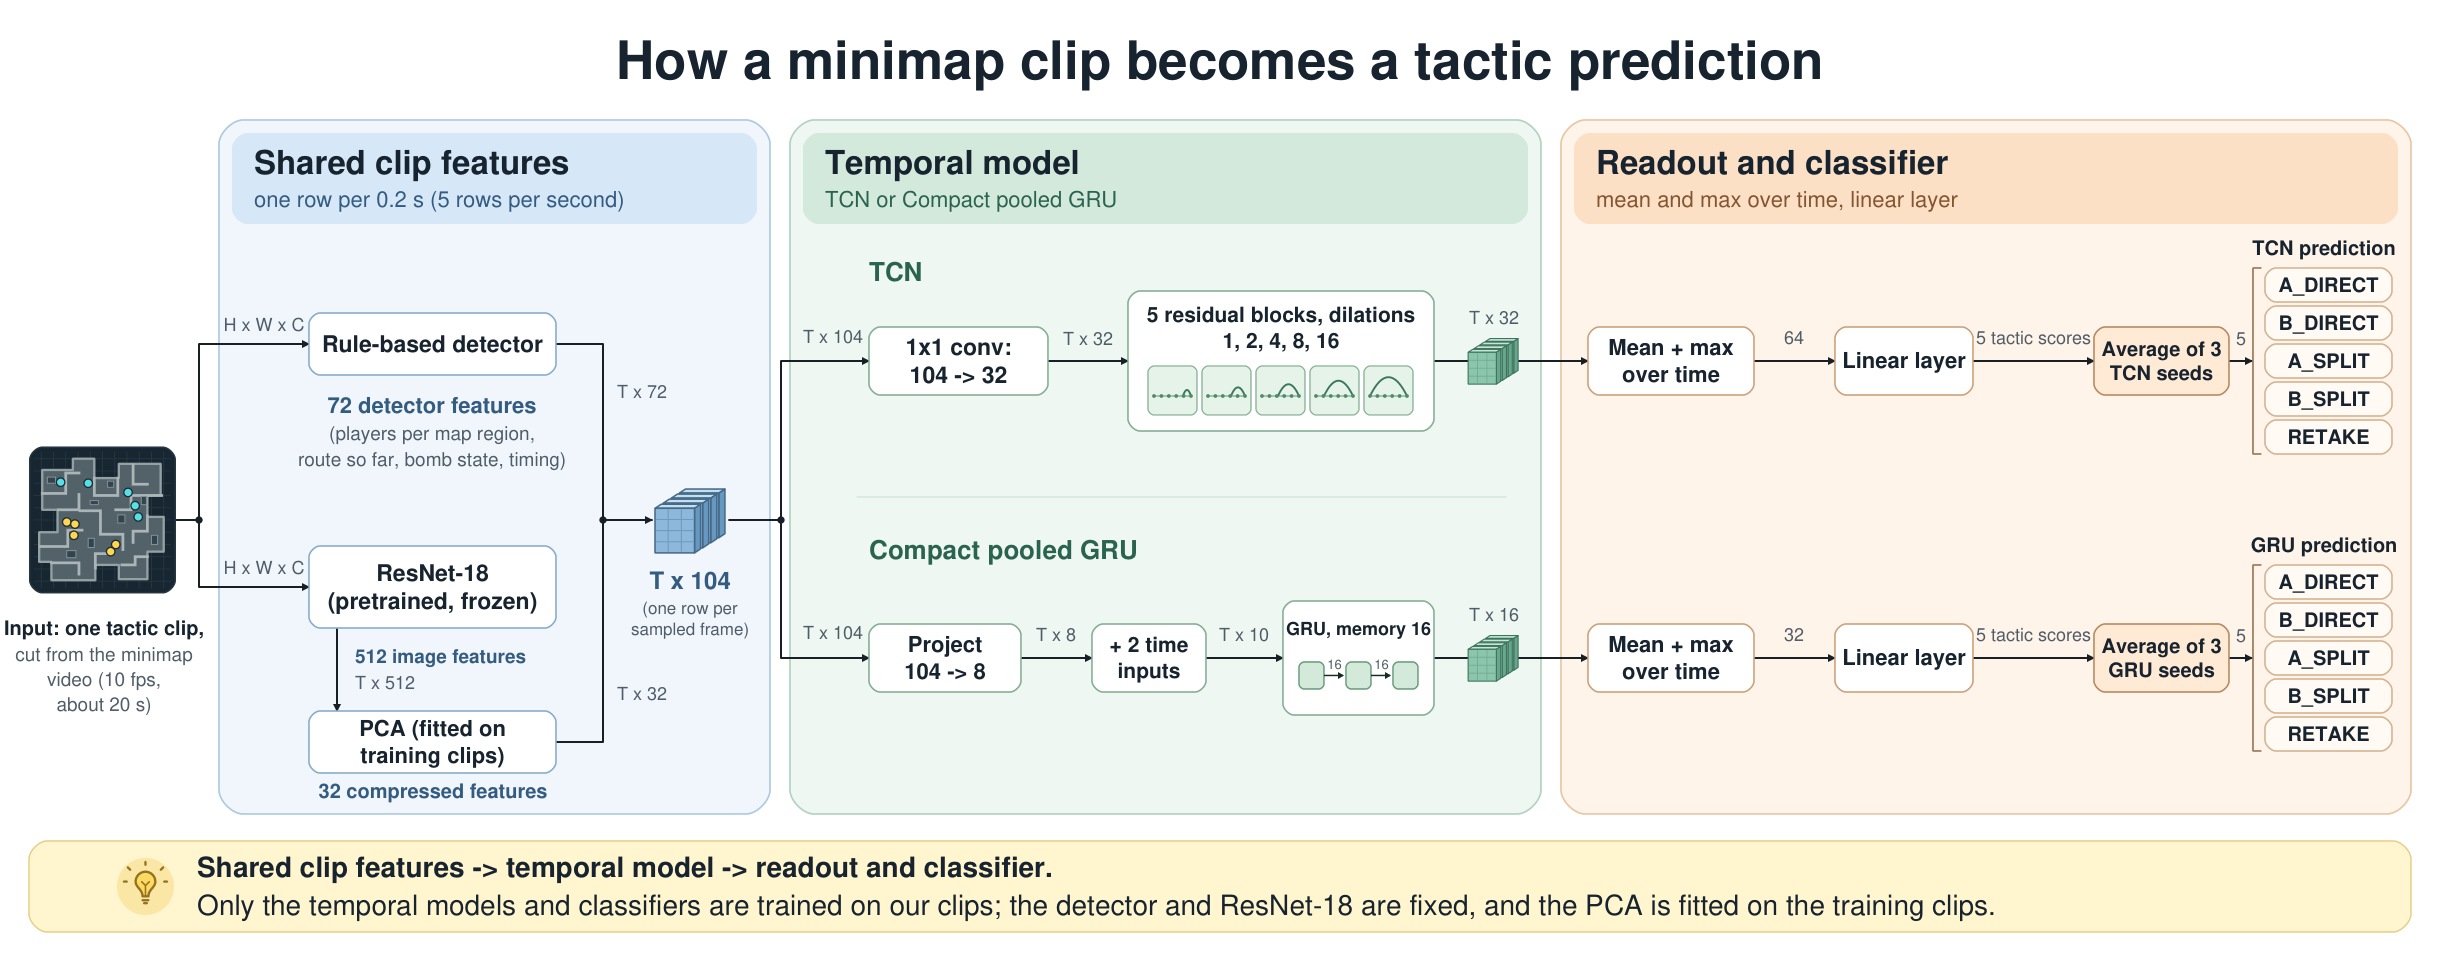 How a minimap clip becomes a tactic prediction
Shared clip features
one row per 0.2 s (5 rows per second)
H x W x C
Rule-based detector
72 detector features
(players per map region,
route so far, bomb state, timing)
T x 72
Input: one tactic clip,
cut from the minimap
video (10 fps,
about 20 s)
H x W x C
ResNet-18
(pretrained, frozen)
512 image features
T x 512
PCA (fitted on
training clips)
32 compressed features
T x 32
T x 104
(one row per
sampled frame)
Temporal model
TCN or Compact pooled GRU
TCN
T x 104
1x1 conv:
104 -> 32
T x 32
5 residual blocks, dilations
1, 2, 4, 8, 16
T x 32
Compact pooled GRU
T x 104
Project
104 -> 8
T x 8
+ 2 time
inputs
T x 10
GRU, memory 16
16
16
T x 16
Readout and classifier
mean and max over time, linear layer
Mean + max
over time
64
Linear layer
5 tactic scores
Average of 3
TCN seeds
5
TCN prediction
A_DIRECT
B_DIRECT
A_SPLIT
B_SPLIT
RETAKE
Mean + max
over time
32
Linear layer
5 tactic scores
Average of 3
GRU seeds
5
GRU prediction
A_DIRECT
B_DIRECT
A_SPLIT
B_SPLIT
RETAKE
Shared clip features -> temporal model -> readout and classifier.
Only the temporal models and classifiers are trained on our clips; the detector and ResNet-18 are fixed, and the PCA is fitted on the training clips.